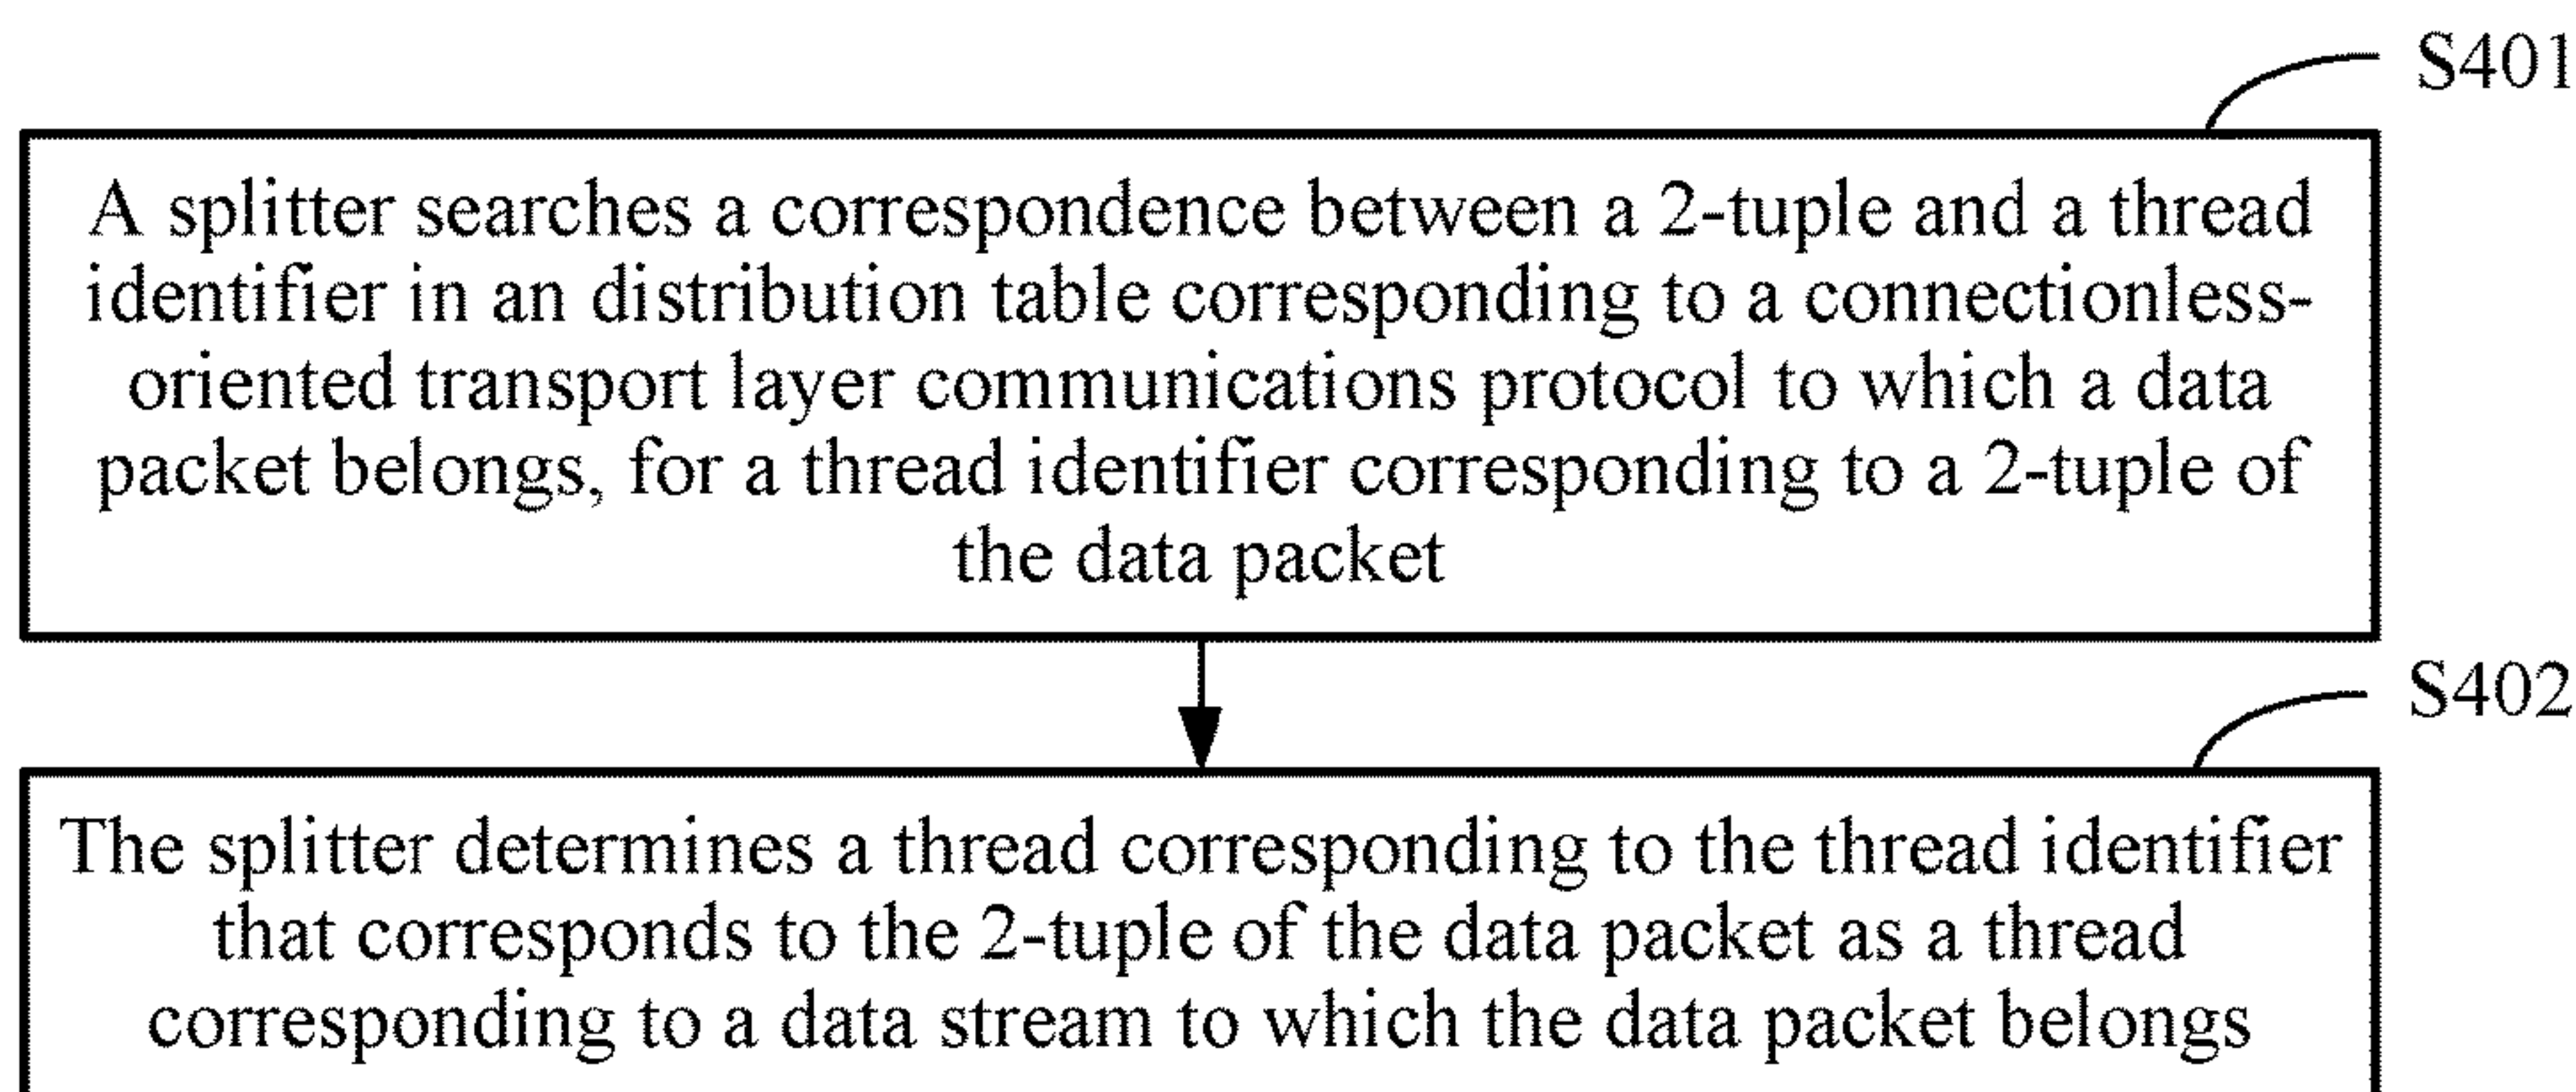 S401
A splitter searches a correspondence between a 2-tuple and a thread
identifier in an distribution table corresponding to a connectionless-
oriented transport layer communications protocol to which a data
packet belongs, for a thread identifier corresponding to a 2-tuple of
the data packet
S402
The splitter determines a thread corresponding to the thread identifier
that corresponds to the 2-tuple of the data packet as a thread
corresponding to a data stream to which the data packet belongs